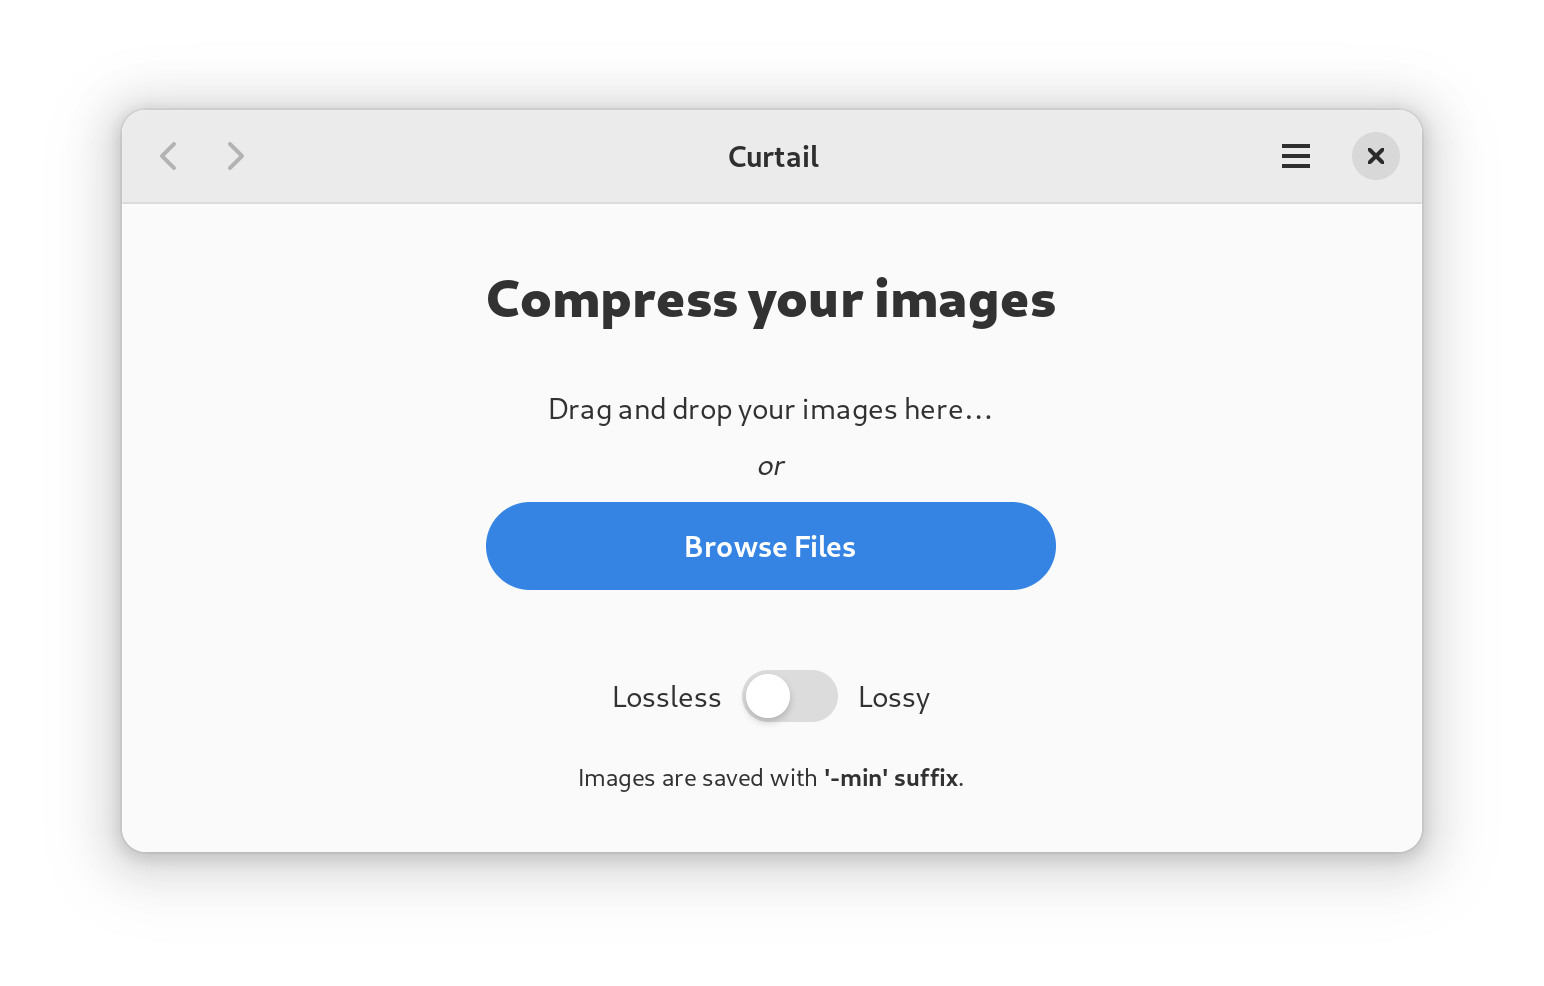 Curtail
Compress your images
Drag and drop your images here…
or
Browse Files
Lossless Lossy
Images are saved with '-min' suffix.